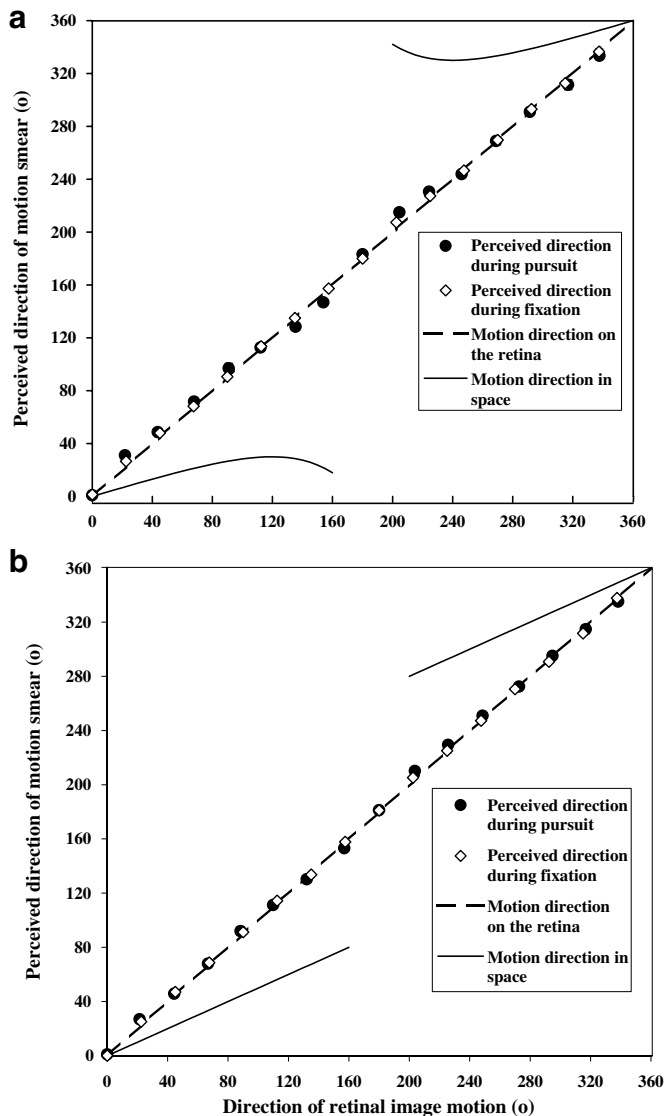 a
360
320
280
240
200
160
120
80
40
0
Perceived direction of motion smear (o)
Perceived direction
during pursuit
Perceived direction
during fixation
Motion direction on
the retina
Motion direction in
space
0 40 80 120 160 200 240 280 320 360
b
360
320
280
240
200
160
120
80
40
0
Perceived direction of motion smear (o)
Perceived direction
during pursuit
Perceived direction
during fixation
Motion direction
on the retina
Motion direction in
space
0 40 80 120 160 200 240 280 320 360
Direction of retinal image motion (o)